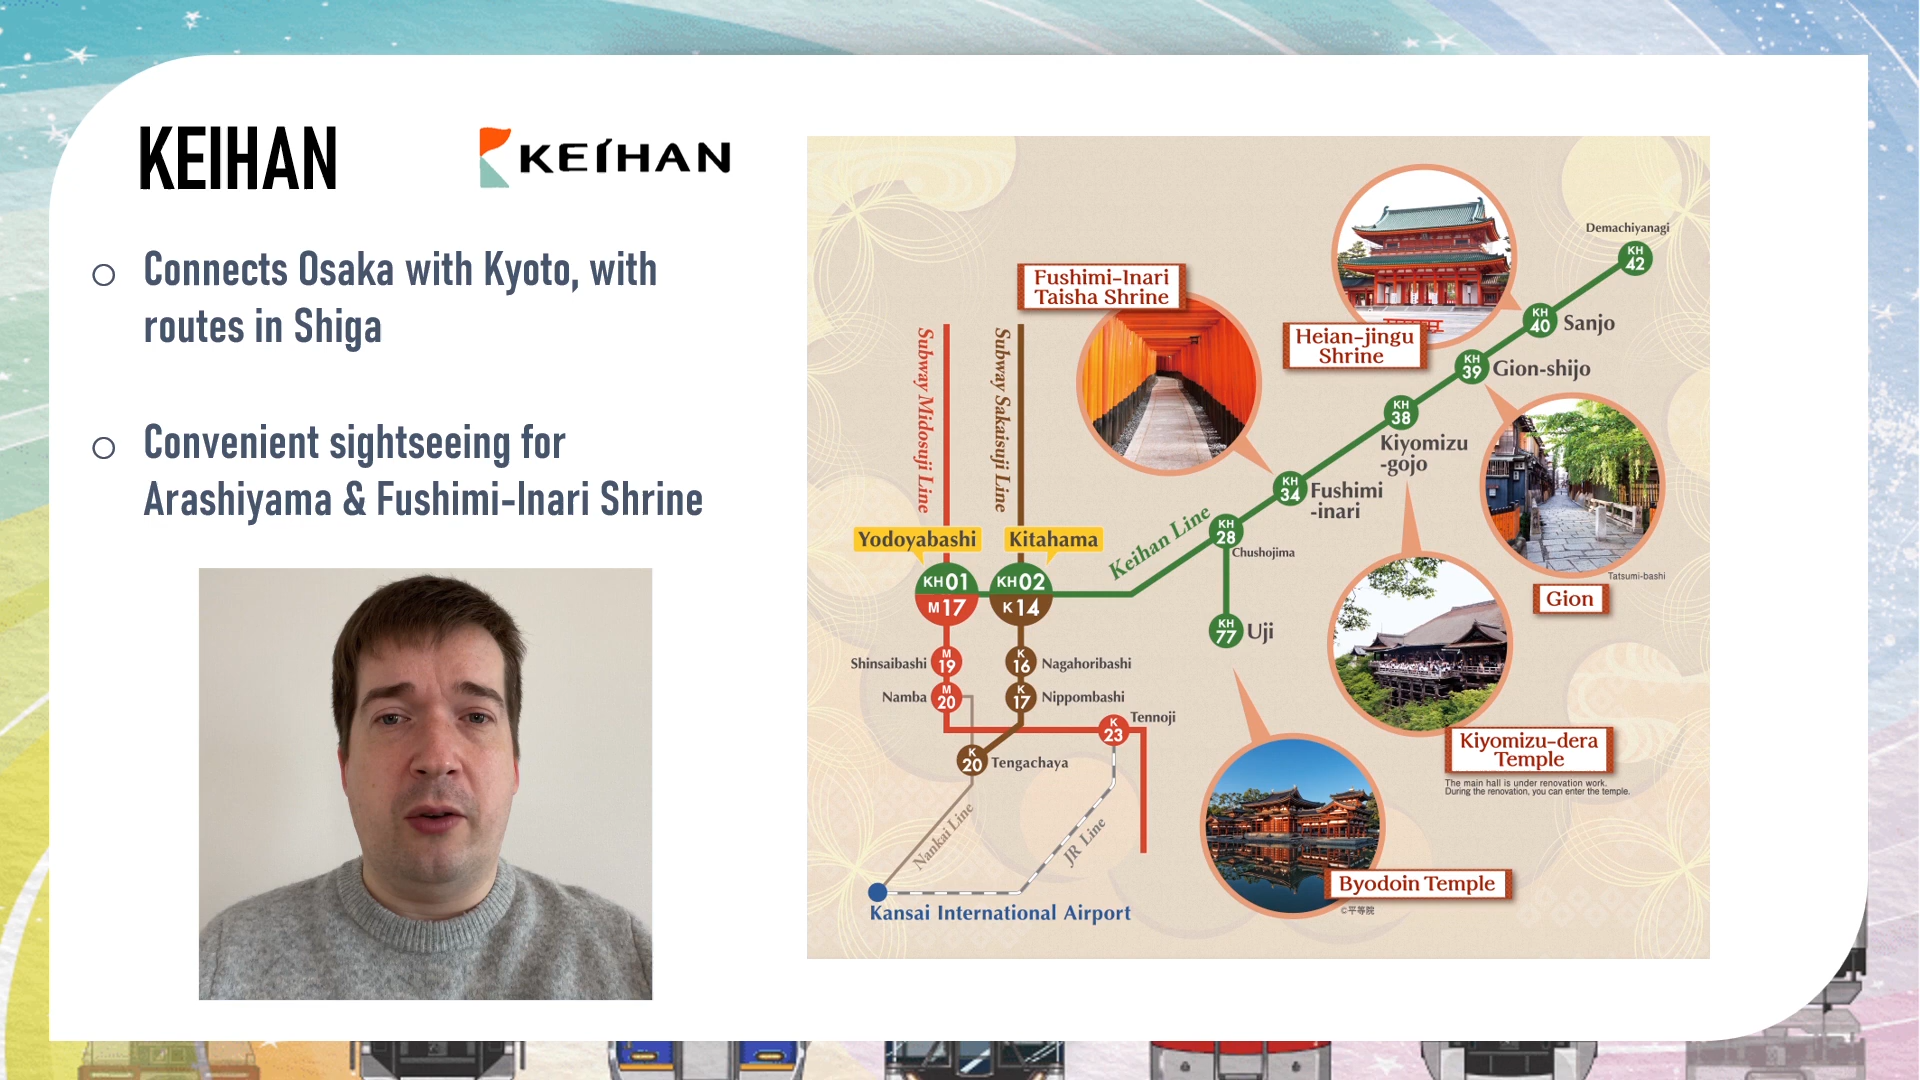 KEIHAN
KEIHAN
Connects Osaka with Kyoto, with
routes in Shiga
Convenient sightseeing for
Arashiyama & Fushimi-Inari Shrine
Fushimi-Inari
Taisha Shrine
Heian-jingu
Shrine
Demachiyanagi
KH
42
KH
40
Sanjo
KH
39
Gion-shijo
KH
38
Kiyomizu
-gojo
KH
34
Fushimi
-inari
KH
28
Chushojima
KH
77
Uji
Keihan Line
Subway Midosuji Line
Subway Sakaisuji Line
Yodoyabashi
Kitahama
KH01
M17
KH02
K14
Shinsaibashi
M
19
K
16
Nagahoribashi
Namba
M
20
K
17
Nippombashi
K
23
Tennoji
K
20
Tengachaya
Nankai Line
JR Line
Kansai International Airport
Tatsumi-bashi
Gion
Kiyomizu-dera
Temple
The main hall is under renovation work.
During the renovation, you can enter the temple.
Byodoin Temple
©平等院